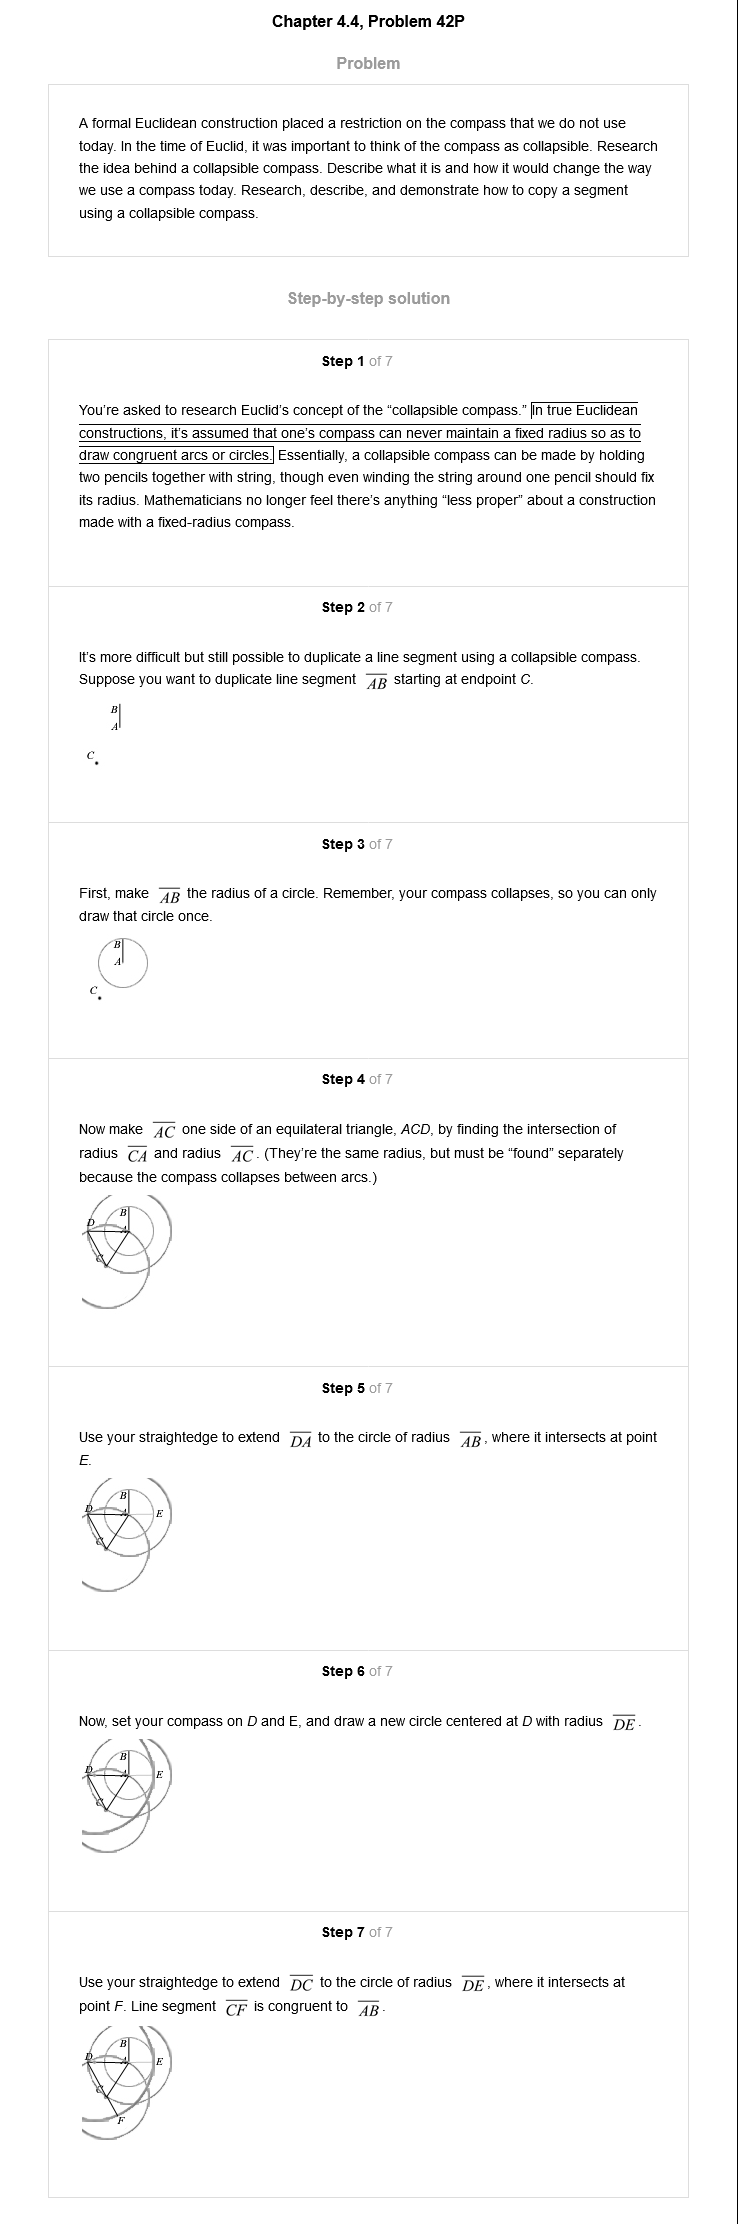 Chapter 4.4, Problem 42P
Problem
A formal Euclidean construction placed a restriction on the compass that we do not use
today. In the time of Euclid, it was important to think of the compass as collapsible. Research
the idea behind a collapsible compass. Describe what it is and how it would change the way
we use a compass today. Research, describe, and demonstrate how to copy a segment
using a collapsible compass.
Step-by-step solution
Step 1 of 7
You're asked to research Euclid's concept of the “collapsible compass.” In true Euclidean
constructions, it's assumed that one's compass can never maintain a fixed radius so as to
draw congruent arcs or circles. Essentially, a collapsible compass can be made by holding
two pencils together with string, though even winding the string around one pencil should fix
its radius. Mathematicians no longer feel there's anything “less proper” about a construction
made with a fixed-radius compass.
Step 2 of 7
It's more difficult but still possible to duplicate a line segment using a collapsible compass.
Suppose you want to duplicate line segment AB starting at endpoint C.
B
A
C
Step 3 of 7
First, make AB the radius of a circle. Remember, your compass collapses, so you can only
draw that circle once.
B
A
C
Step 4 of 7
Now make AC one side of an equilateral triangle, ACD, by finding the intersection of
radius CA and radius AC. (They're the same radius, but must be “found” separately
because the compass collapses between arcs.)
B
D
A
C
Step 5 of 7
Use your straightedge to extend DA to the circle of radius AB, where it intersects at point
E.
B
D A E
C
Step 6 of 7
Now, set your compass on D and E, and draw a new circle centered at D with radius DE.
B
D A E
C
Step 7 of 7
Use your straightedge to extend DC to the circle of radius DE, where it intersects at
point F. Line segment CF is congruent to AB.
B
D A E
C
F